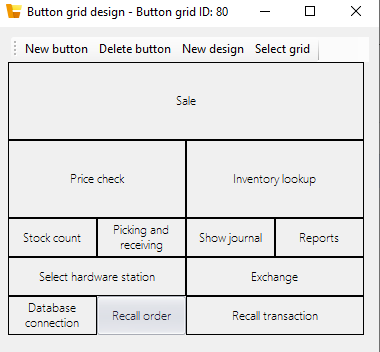 Button grid design - Button grid ID: 80
New button Delete button New design Select grid
Sale
Price check Inventory lookup
Stock count Picking and receiving Show journal Reports
Select hardware station Exchange
Database connection Recall order Recall transaction